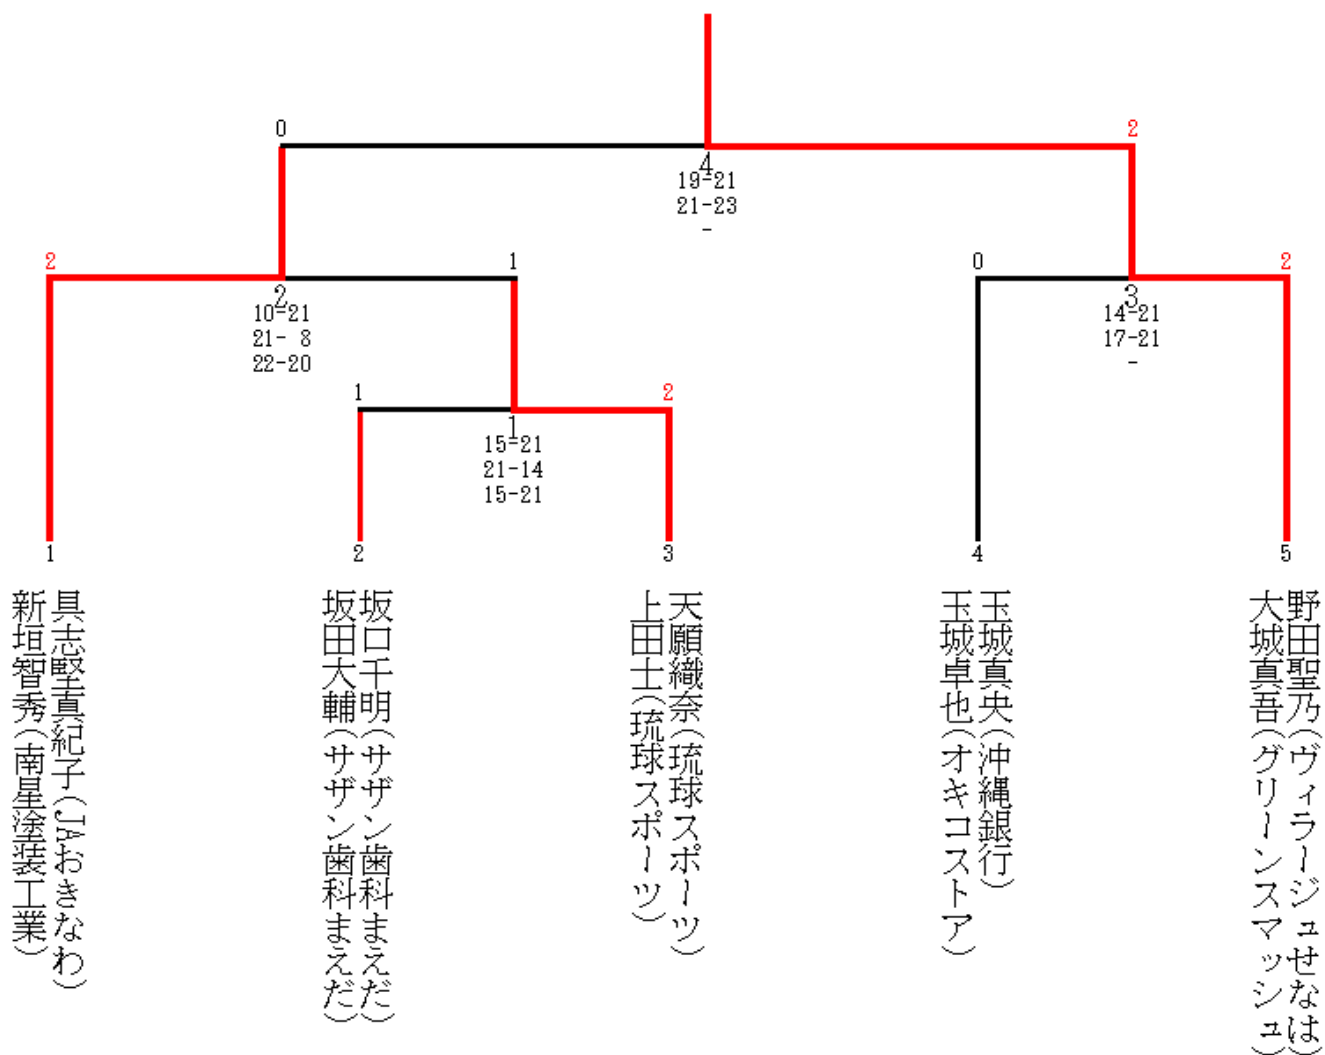 0
2
4
19-21
21-23
-
2
1
0
2
2
10-21
21- 8
22-20
3
14-21
17-21
-
1
2
1
15-21
21-14
15-21
1
2
3
4
5
新垣智秀(南星塗装工業)
具志堅真紀子(JAおきなわ)
坂田大輔(サザン歯科まえだ)
坂口千明(サザン歯科まえだ)
上田士(琉球スポーツ)
天願織奈(琉球スポーツ)
玉城卓也(オキコストア)
玉城真央(沖縄銀行)
大城真吾(グリーンスマッシュ)
野田聖乃(ヴィラージュせなは)